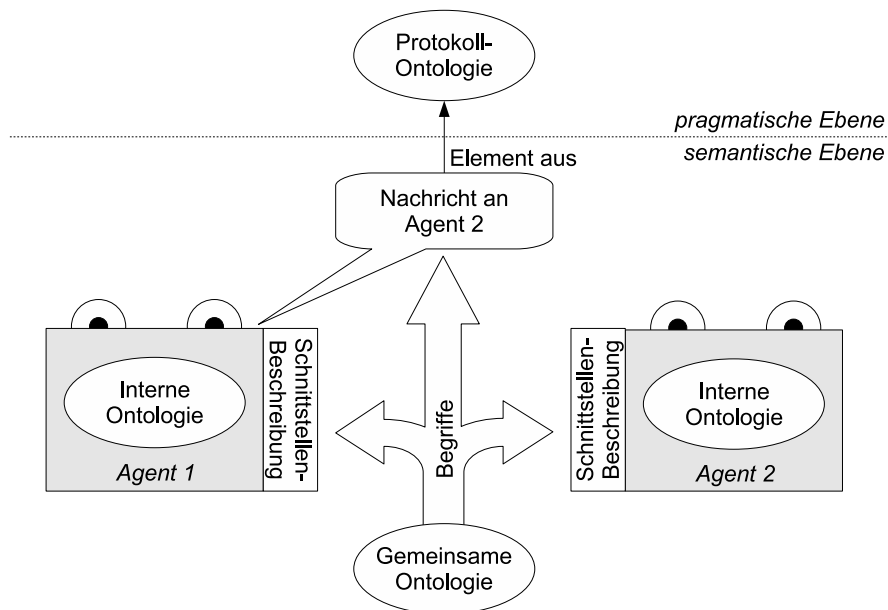 Protokoll-
Ontologie
pragmatische Ebene
Element aus
semantische Ebene
Nachricht an
Agent 2
Interne
Ontologie
Agent 1
Schnittstellen-
Beschreibung
Begriffe
Schnittstellen-
Beschreibung
Interne
Ontologie
Agent 2
Gemeinsame
Ontologie